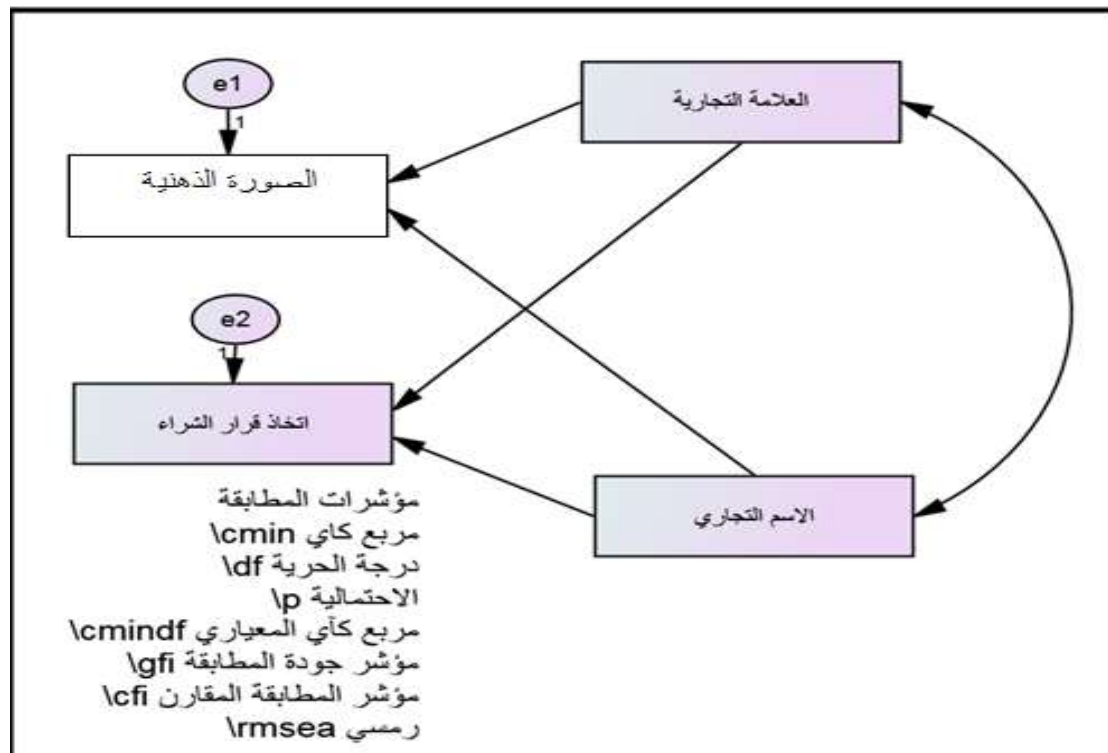 e1
العلامة التجارية
1
الصورة الذهنية
e2
1
اتخاذ قرار الشراء
الاسم التجاري
مؤشرات المطابقة
مربع كاي \cmin
درجة الحرية \df
الاحتمالية \p
مربع كآي المعياري \cmindf
مؤشر جودة المطابقة \gfi
مؤشر المطابقة المقارن \cfi
رمسي \rmsea